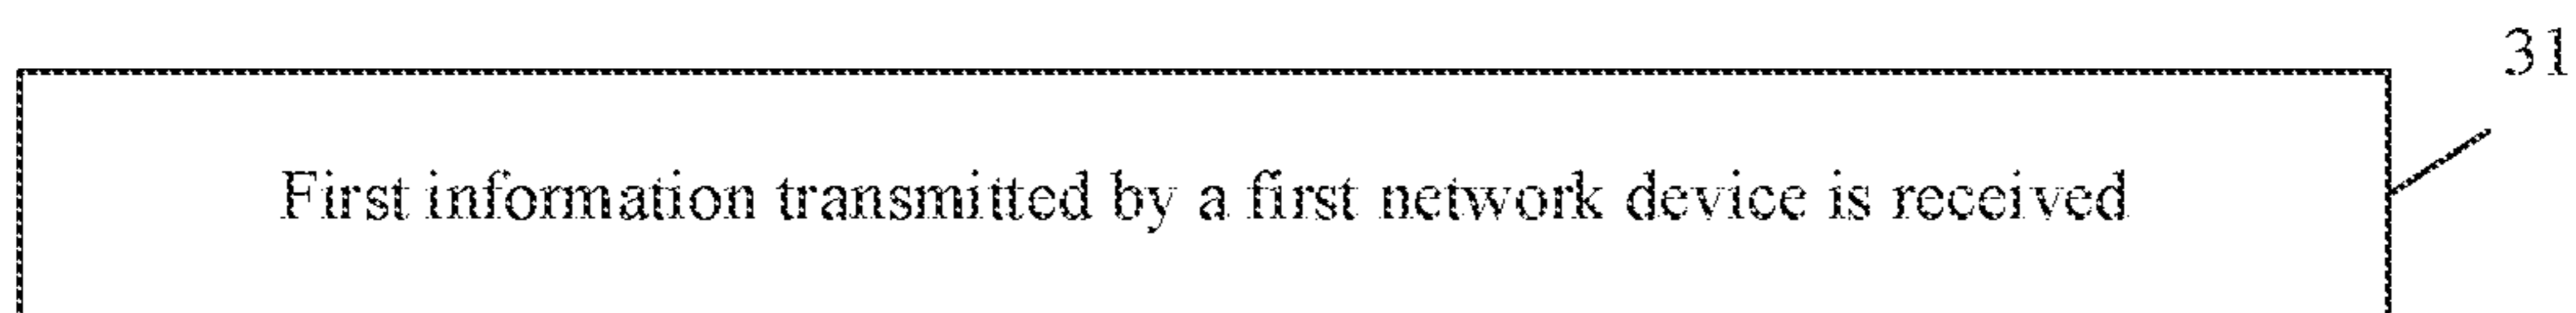 31
First information transmitted by a first network device is received